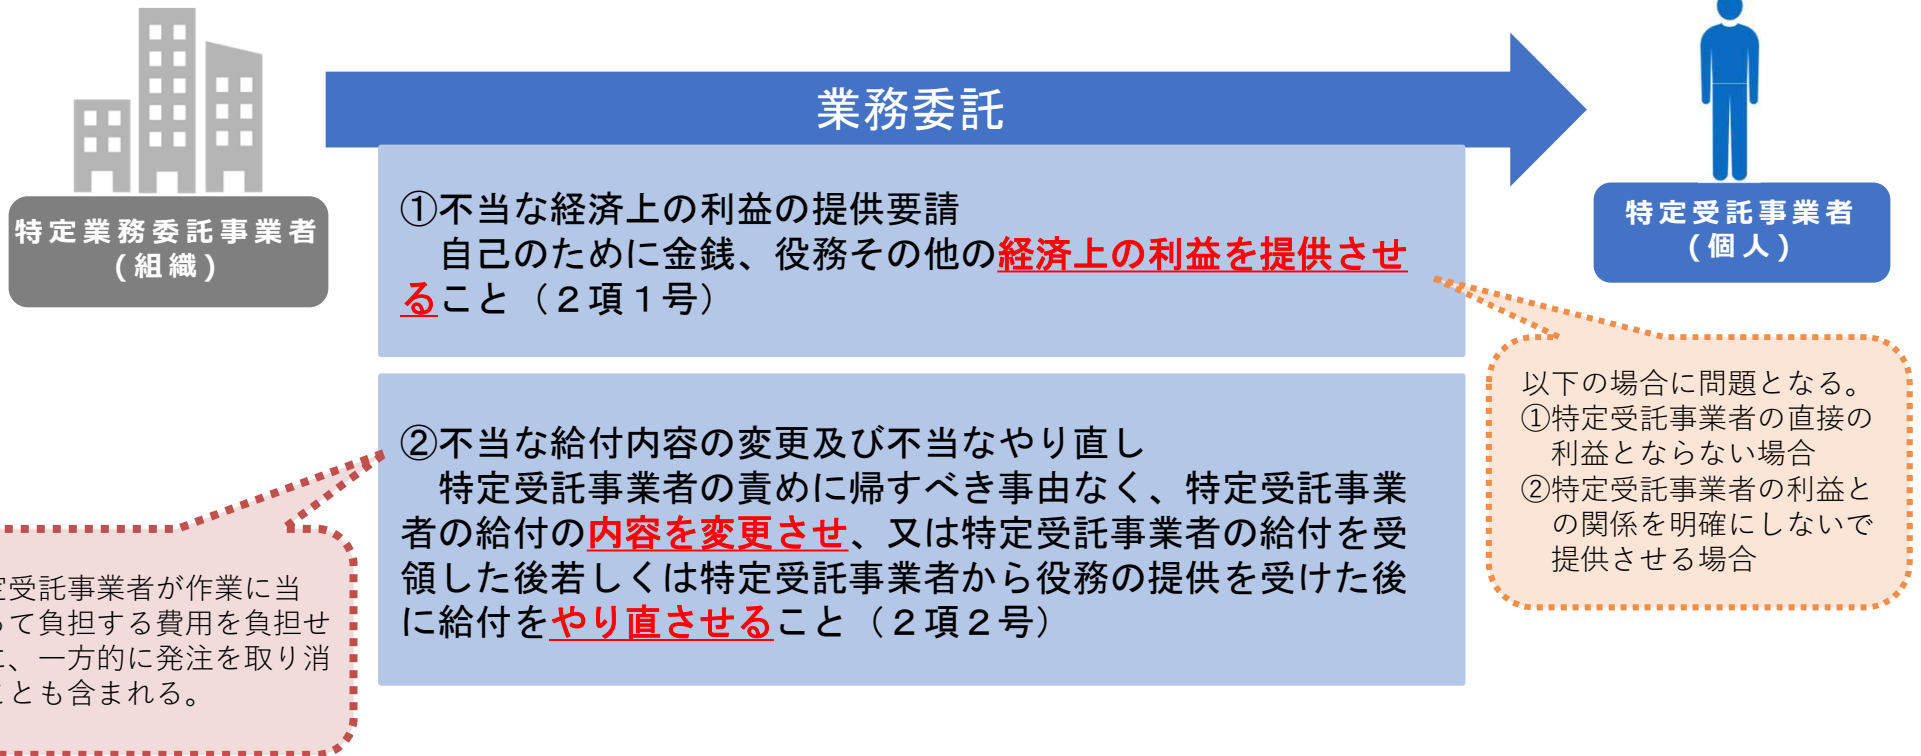 業務委託
特定業務委託事業者
(組織)
特定受託事業者
(個人)
①不当な経済上の利益の提供要請
自己のために金銭、役務その他の経済上の利益を提供させ
ること（２項１号）
以下の場合に問題となる。
①特定受託事業者の直接の
利益とならない場合
②特定受託事業者の利益と
の関係を明確にしないで
提供させる場合
②不当な給付内容の変更及び不当なやり直し
特定受託事業者の責めに帰すべき事由なく、特定受託事業
者の給付の内容を変更させ、又は特定受託事業者の給付を受
領した後若しくは特定受託事業者から役務の提供を受けた後
に給付をやり直させること（２項２号）
定受託事業者が作業に当
って負担する費用を負担せ
に、一方的に発注を取り消
ことも含まれる。